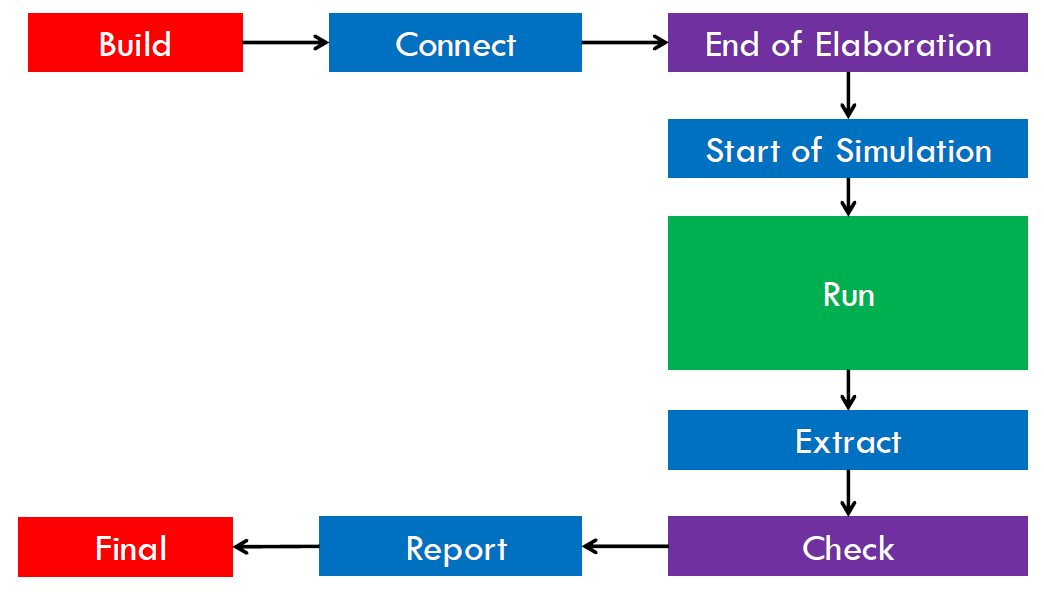 Build
Connect
End of Elaboration
Start of Simulation
Run
Extract
Check
Report
Final